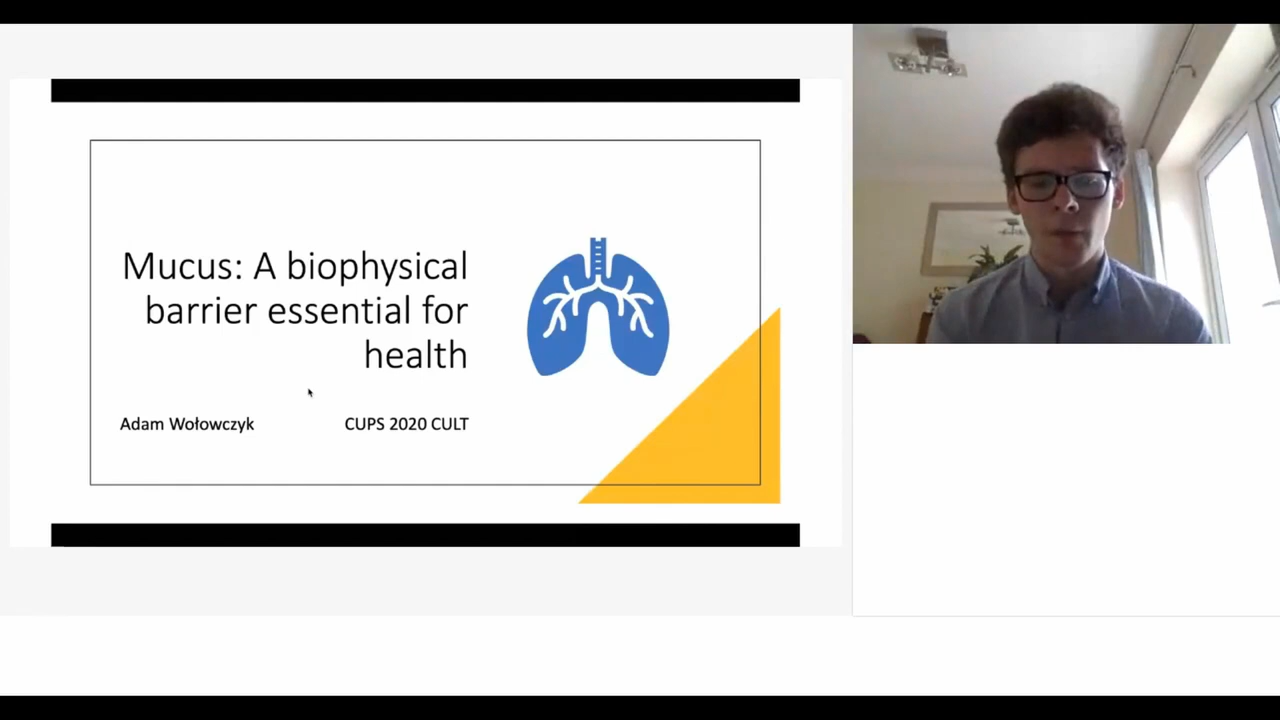 Mucus: A biophysical
barrier essential for
health
Adam Wołowczyk
CUPS 2020 CULT